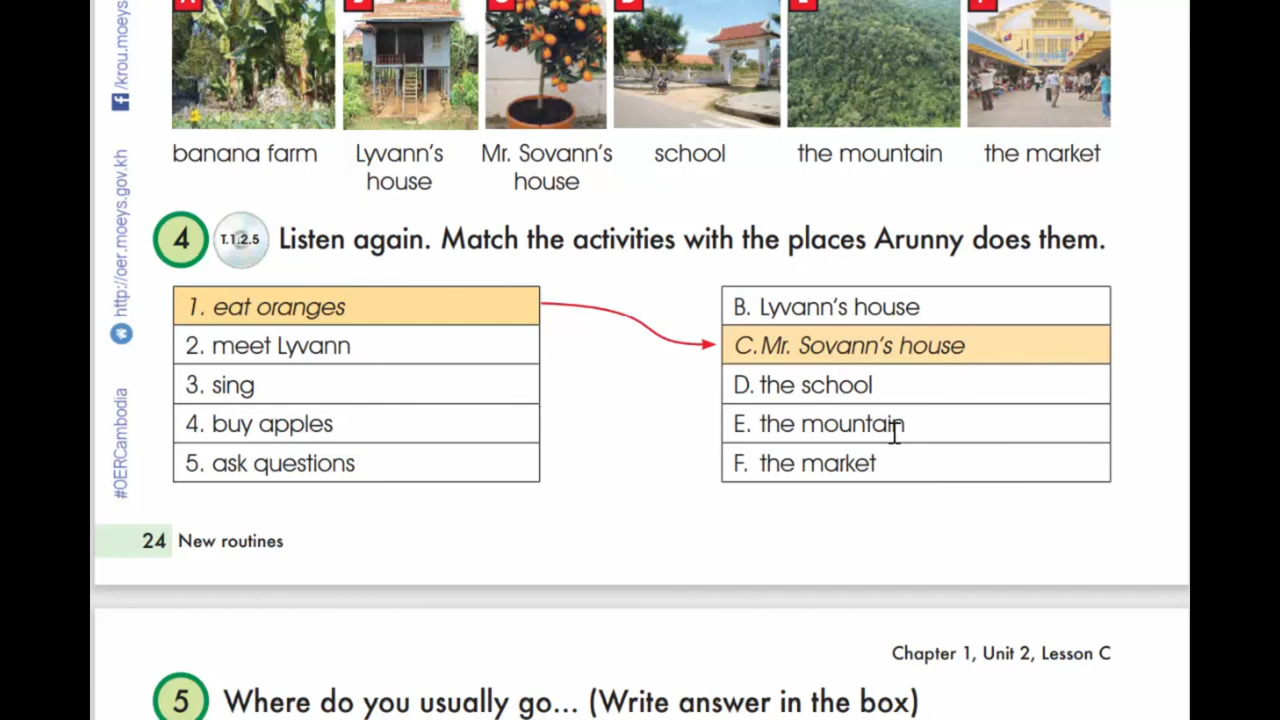 banana farm
Lyvann's
house
Mr. Sovann's
house
school
the mountain
the market
4 T.1.2.5 Listen again. Match the activities with the places Arunny does them.
1. eat oranges
2. meet Lyvann
3. sing
4. buy apples
5. ask questions
B. Lyvann's house
C. Mr. Sovann's house
D. the school
E. the mountain
F. the market
24 New routines
/krou.moeys
http://oer.moeys.gov.kh
#OERCambodia
Chapter 1, Unit 2, Lesson C
5 Where do you usually go... (Write answer in the box)